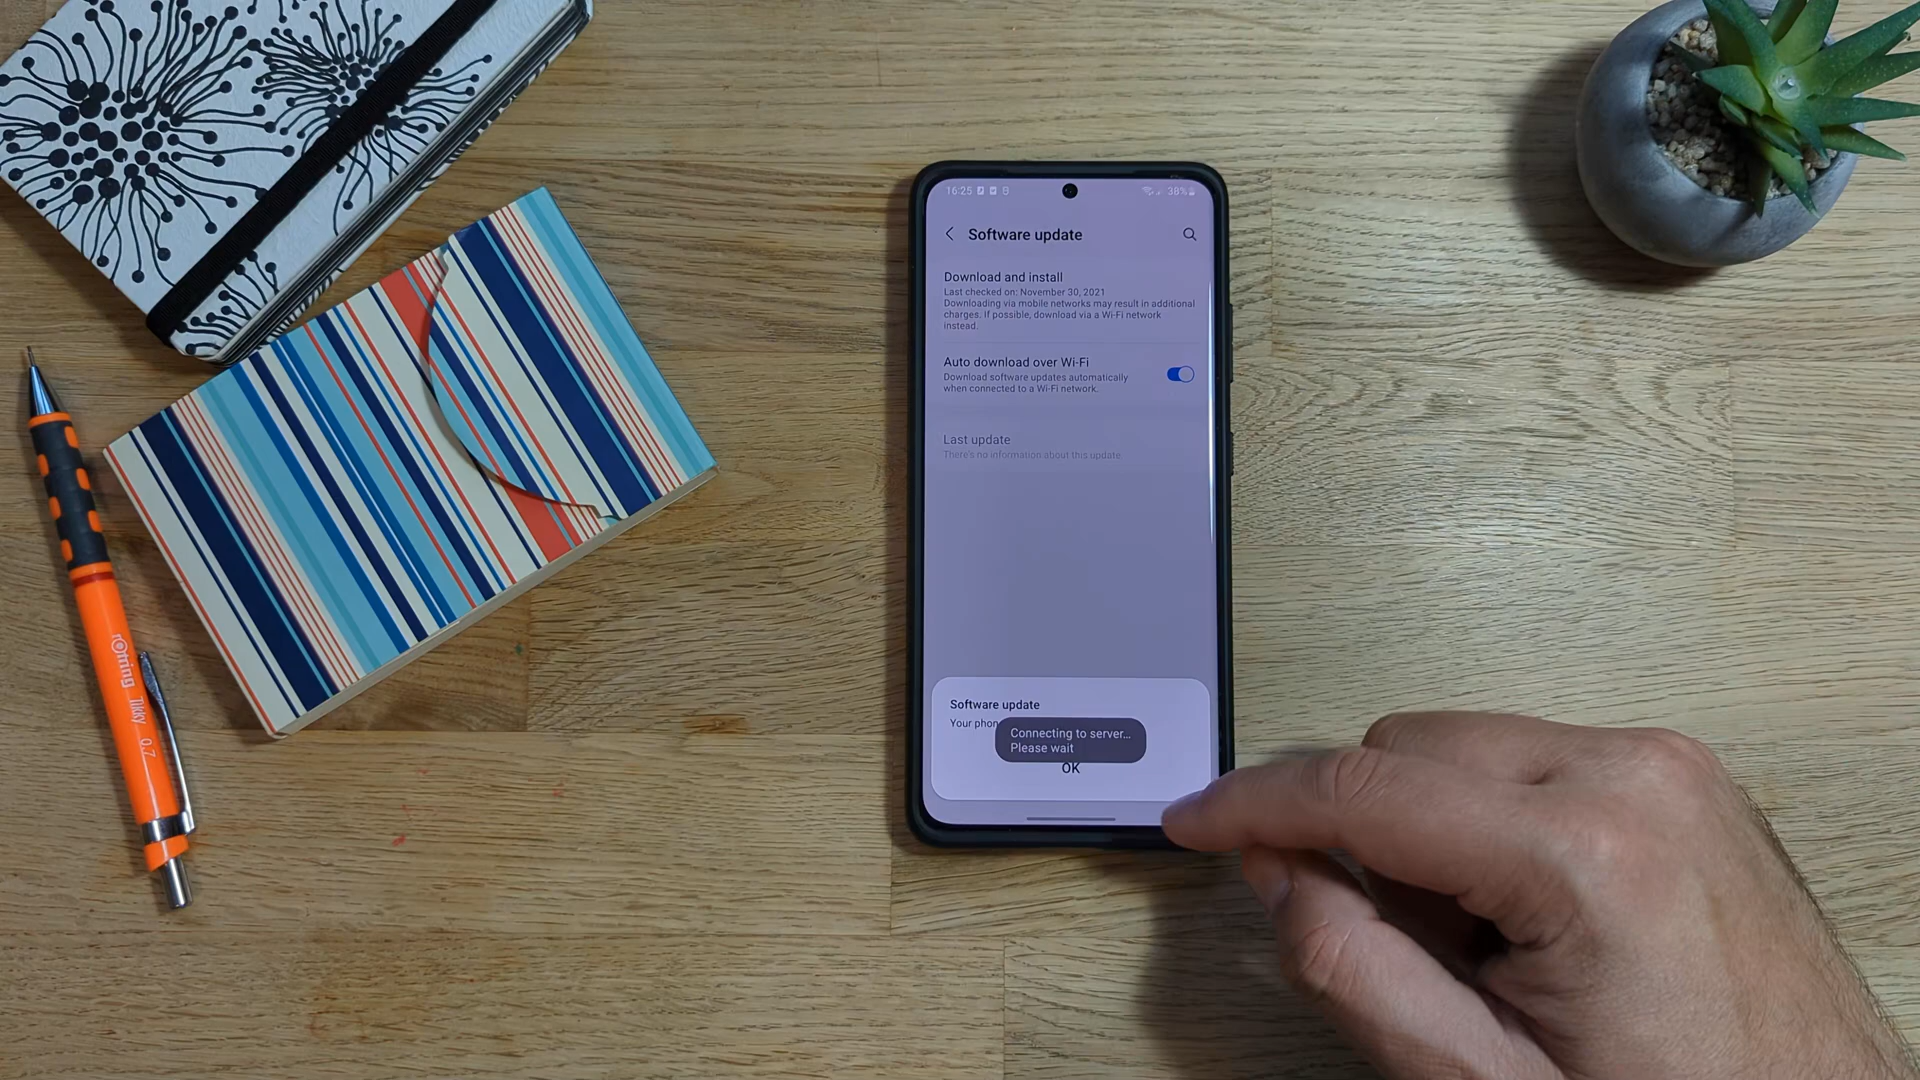 16:25
38%
Software update
Download and install
Last checked on: November 30, 2021
Downloading via mobile networks may result in additional
charges. If possible, download via a Wi-Fi network
instead.
Auto download over Wi-Fi
Download software updates automatically
when connected to a Wi-Fi network.
Last update
There's no information about this update
Software update
Your phon
Connecting to server...
Please wait
OK
rOtring Tikky 0.7